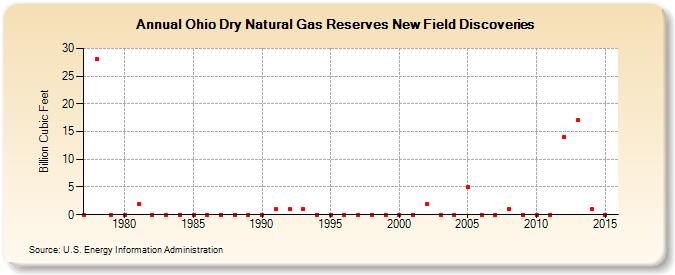 Annual Ohio Dry Natural Gas Reserves New Field Discoveries
Billion Cubic Feet
30
25
20
15
10
5
0
1980 1985 1990 1995 2000 2005 2010 2015
Source: U.S. Energy Information Administration